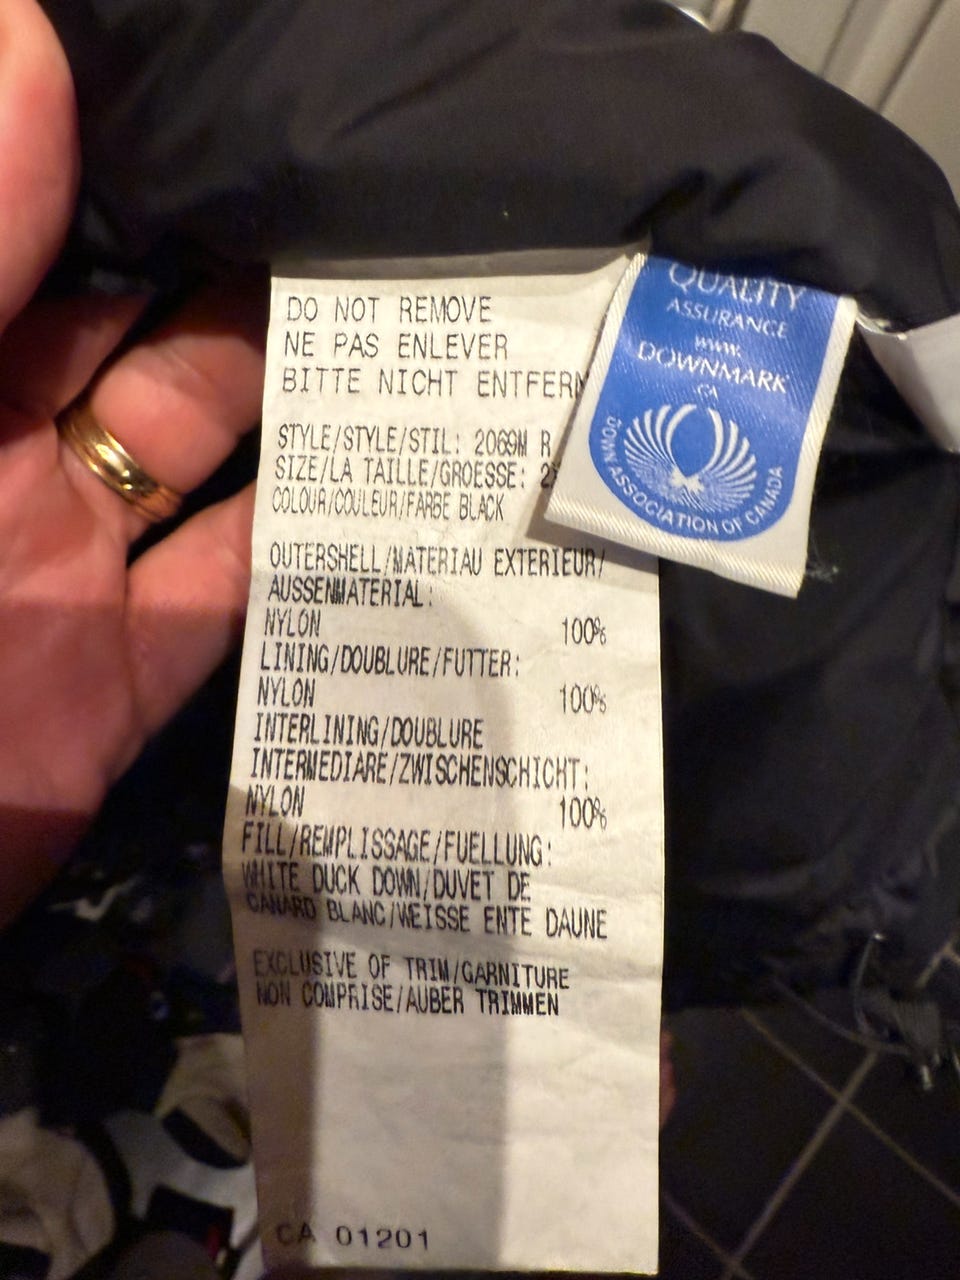 DO NOT REMOVE
NE PAS ENLEVER
BITTE NICHT ENTFERN
STYLE/STYLE/STIL: 2069M R
SIZE/LA TAILLE/GROESSE: 2X
COLOUR/COULEUR/FARBE BLACK
OUTERSHELL/MATERIAU EXTERIEUR/
AUSSENMATERIAL:
NYLON 100%
LINING/DOUBLURE/FUTTER:
NYLON 100%
INTERLINING/DOUBLURE
INTERMEDIARE/ZWISCHENSCHICHT:
NYLON 100%
FILL/REMPLISSAGE/FUELLUNG:
WHITE DUCK DOWN/DUVET DE
CANARD BLANC/WEISSE ENTE DAUNE
EXCLUSIVE OF TRIM/GARNITURE
NON COMPRISE/AUBER TRIMMEN
CA 01201
QUALITY
ASSURANCE
www.
DOWNMARK
.CA
DOWN ASSOCIATION OF CANADA